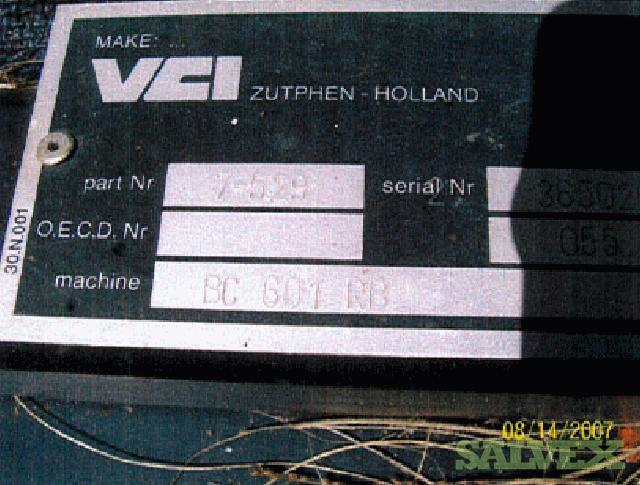 MAKE: ...
VCI ZUTPHEN - HOLLAND
part Nr 7-529 serial Nr
O.E.C.D. Nr 055
machine BC 601 RB
30.N.001
08/14/2007
SALVEX